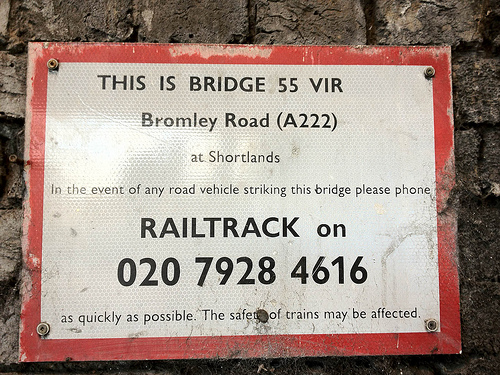 THIS IS BRIDGE 55 VIR
Bromley Road (A222)
at Shortlands
In the event of any road vehicle striking this bridge please phone
RAILTRACK on
020 7928 4616
as quickly as possible. The safety of trains may be affected.